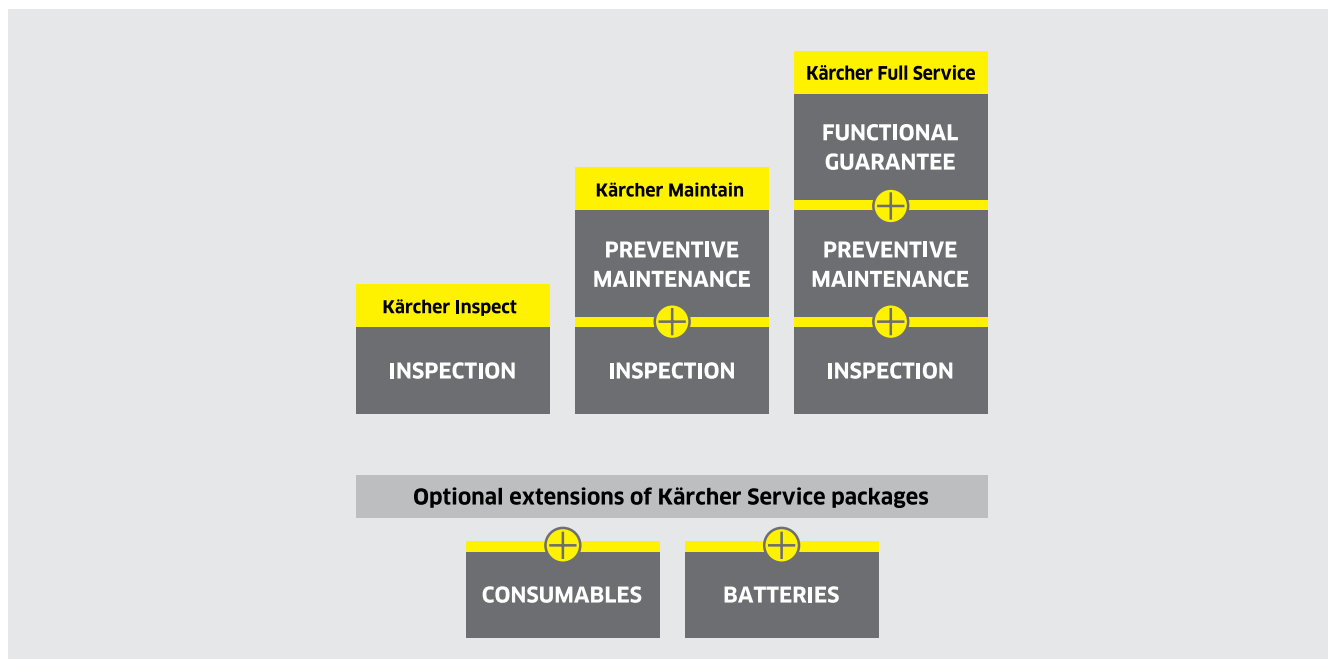 Kärcher Inspect
INSPECTION
Kärcher Maintain
PREVENTIVE
MAINTENANCE
INSPECTION
Kärcher Full Service
FUNCTIONAL
GUARANTEE
PREVENTIVE
MAINTENANCE
INSPECTION
Optional extensions of Kärcher Service packages
CONSUMABLES
BATTERIES